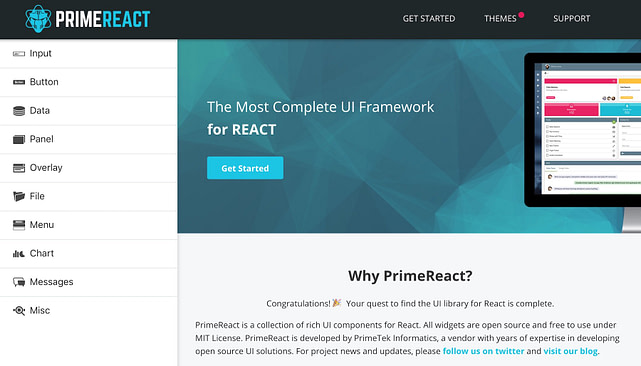 PRIMEREACT
GET STARTED THEMES SUPPORT
Input
Button
Data
Panel
Overlay
File
Menu
Chart
Messages
Misc
The Most Complete UI Framework
for REACT
Get Started
Why PrimeReact?
Congratulations! 🎉 Your quest to find the UI library for React is complete.
PrimeReact is a collection of rich UI components for React. All widgets are open source and free to use under
MIT License. PrimeReact is developed by PrimeTek Informatics, a vendor with years of expertise in developing
open source UI solutions. For project news and updates, please follow us on twitter and visit our blog.